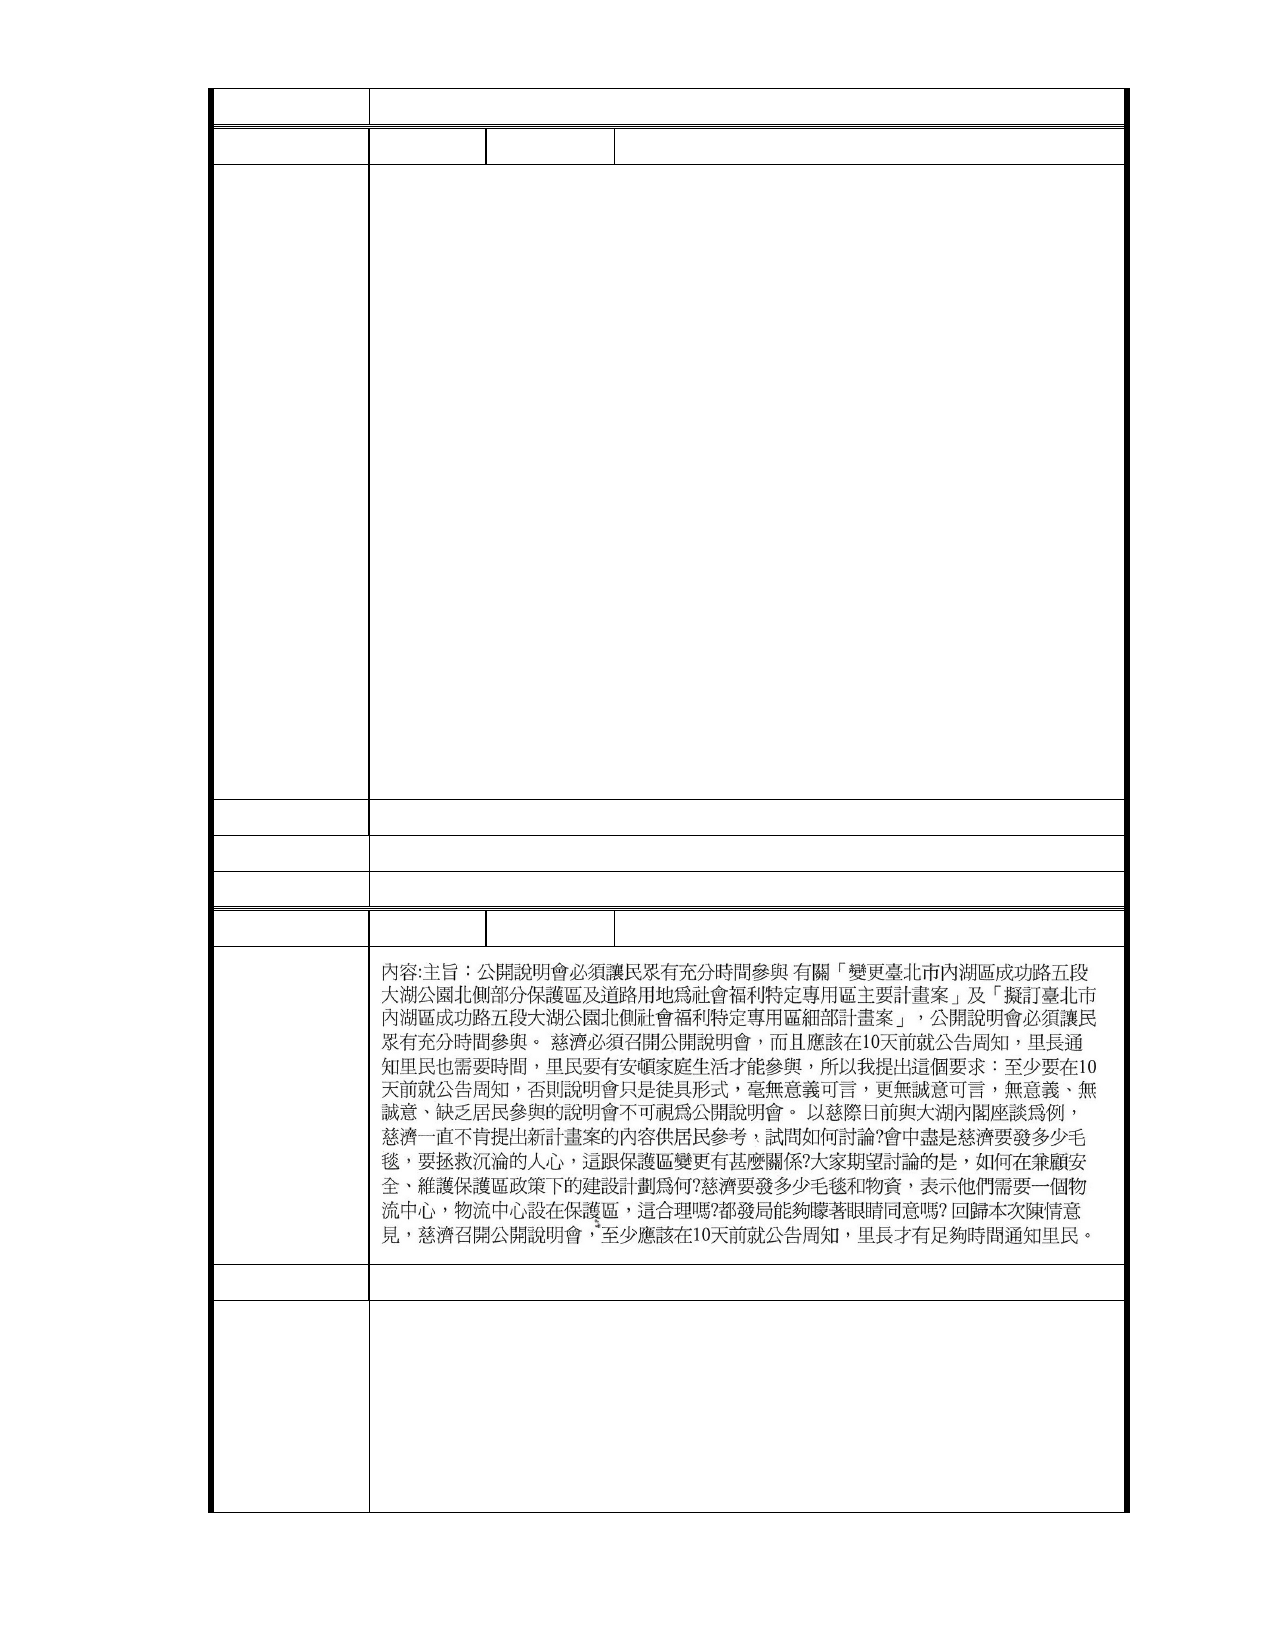 內容:主旨：公開說明會必須讓民眾有充分時間參與 有關「變更臺北市內湖區成功路五段
大湖公園北側部分保護區及道路用地爲社會福利特定專用區主要計畫案」及「擬訂臺北市
內湖區成功路五段大湖公園北側社會福利特定專用區細部計畫案」，公開說明會必須讓民
眾有充分時間參與。 慈濟必須召開公開說明會，而且應該在10天前就公告周知，里長通
知里民也需要時間，里民要有安頓家庭生活才能參與，所以我提出這個要求：至少要在10
天前就公告周知，否則說明會只是徒具形式，毫無意義可言，更無誠意可言，無意義、無
誠意、缺乏居民參與的說明會不可視爲公開說明會。 以慈際日前與大湖內閣座談爲例，
慈濟一直不肯提出新計畫案的內容供居民參考，試問如何討論?會中盡是慈濟要發多少毛
毯，要拯救沉淪的人心，這跟保護區變更有甚麼關係?大家期望討論的是，如何在兼顧安
全、維護保護區政策下的建設計劃爲何?慈濟要發多少毛毯和物資，表示他們需要一個物
流中心，物流中心設在保護區，這合理嗎?都發局能夠矇著眼睛同意嗎? 回歸本次陳情意
見，慈濟召開公開說明會，至少應該在10天前就公告周知，里長才有足夠時間通知里民。